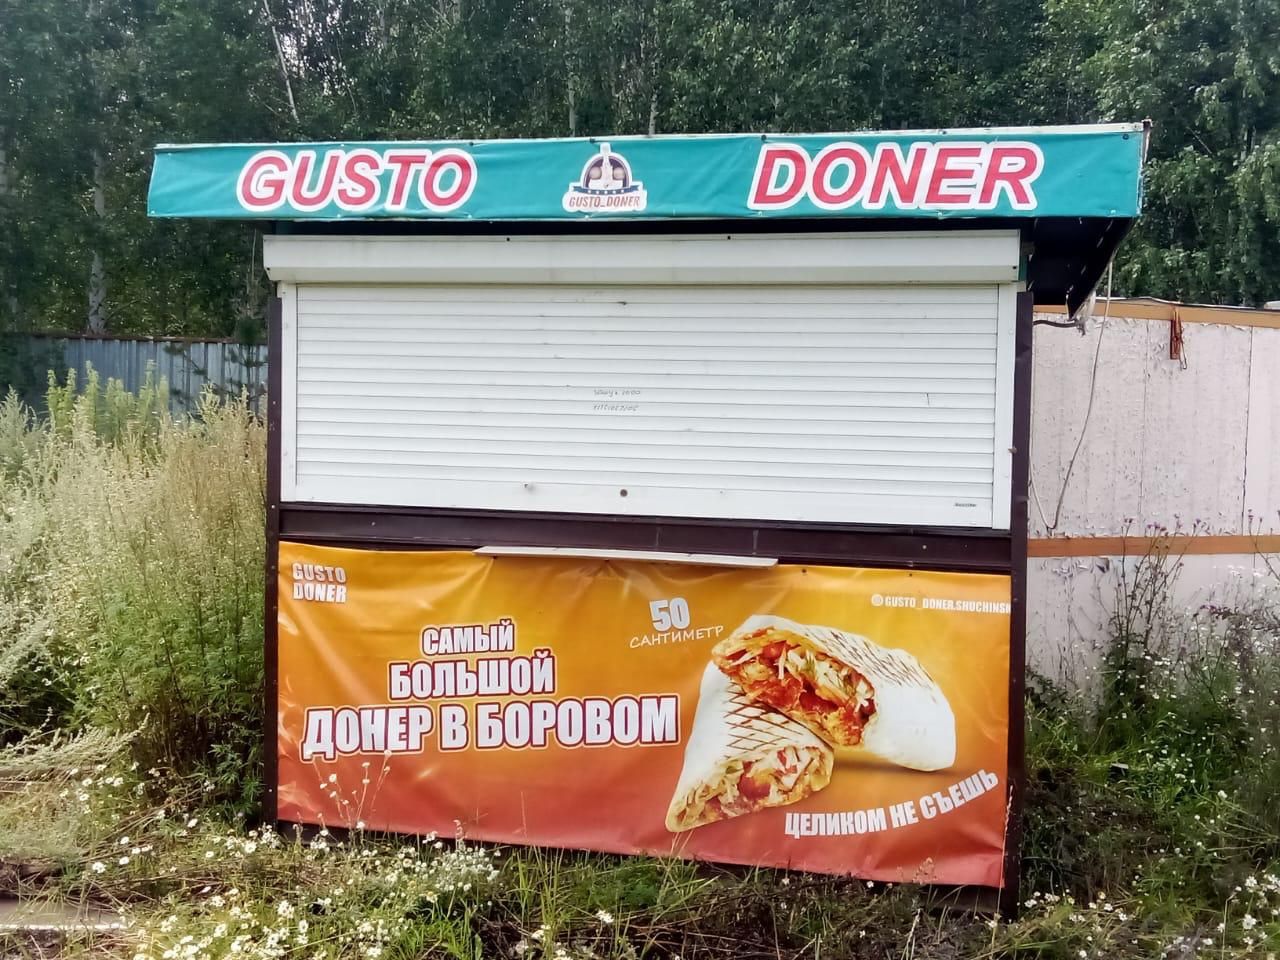 GUSTO
GUSTO_DONER
DONER
GUSTO
DONER
GUSTO_DONER.SHUCHINSK
50
САНТИМЕТР
САМЫЙ
БОЛЬШОЙ
ДОНЕР В БОРОВОМ
ЦЕЛИКОМ НЕ СЪЕШЬ